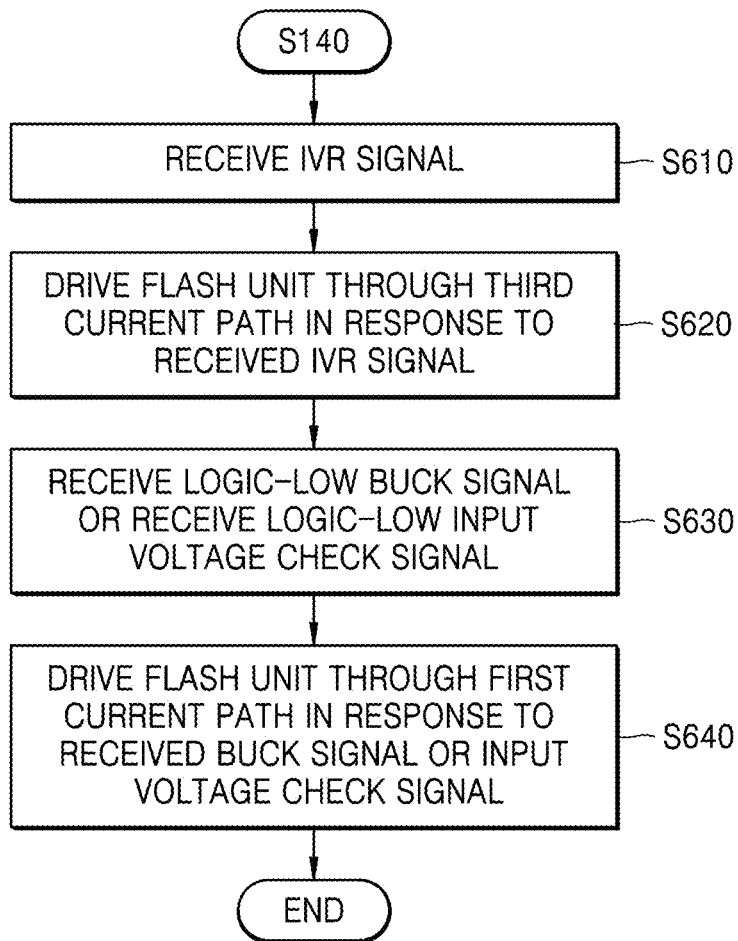 S140
RECEIVE IVR SIGNAL
S610
DRIVE FLASH UNIT THROUGH THIRD
CURRENT PATH IN RESPONSE TO
RECEIVED IVR SIGNAL
S620
RECEIVE LOGIC-LOW BUCK SIGNAL
OR RECEIVE LOGIC-LOW INPUT
VOLTAGE CHECK SIGNAL
S630
DRIVE FLASH UNIT THROUGH FIRST
CURRENT PATH IN RESPONSE TO
RECEIVED BUCK SIGNAL OR INPUT
VOLTAGE CHECK SIGNAL
S640
END